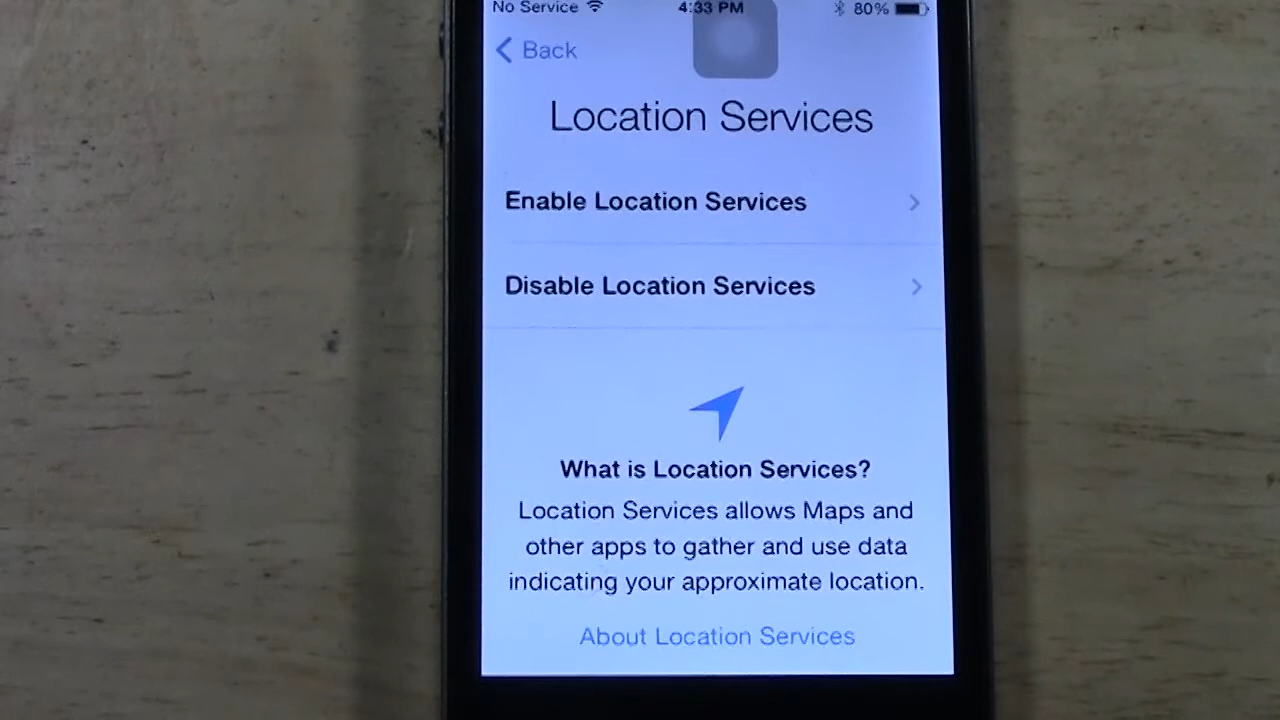 No Service 4:33 PM 80%
Back
Location Services
Enable Location Services
Disable Location Services
What is Location Services?
Location Services allows Maps and
other apps to gather and use data
indicating your approximate location.
About Location Services